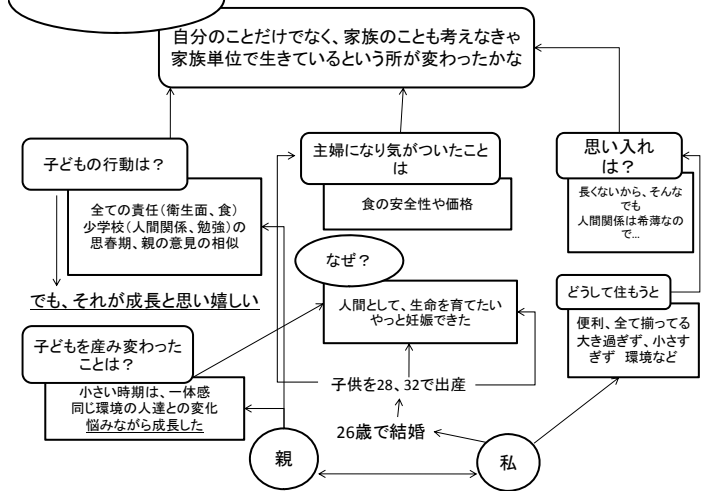 自分のことだけでなく、家族のことも考えなきゃ
家族単位で生きているという所が変わったかな
子どもの行動は？
全ての責任(衛生面、食)
少学校(人間関係、勉強)の
思春期、親の意見の相似
でも、それが成長と思い嬉しい
主婦になり気がついたこと
は
食の安全性や価格
思い入れ
は？
長くないから、そんな
でも
人間関係は希薄なの
で…
なぜ？
人間として、生命を育てたい
やっと妊娠できた
どうして住もうと
便利、全て揃ってる
大き過ぎず、小さす
ぎず 環境など
子どもを産み変わった
ことは？
小さい時期は、一体感
同じ環境の人達との変化
悩みながら成長した
子供を28、32で出産
26歳で結婚
親
私